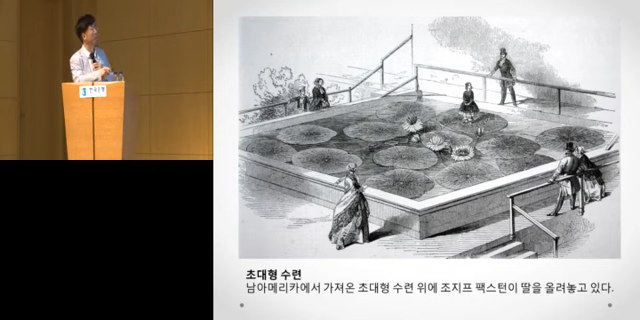 초대형 수련
남아메리카에서 가져온 초대형 수련 위에 조지프 팩스턴이 딸을 올려놓고 있다.